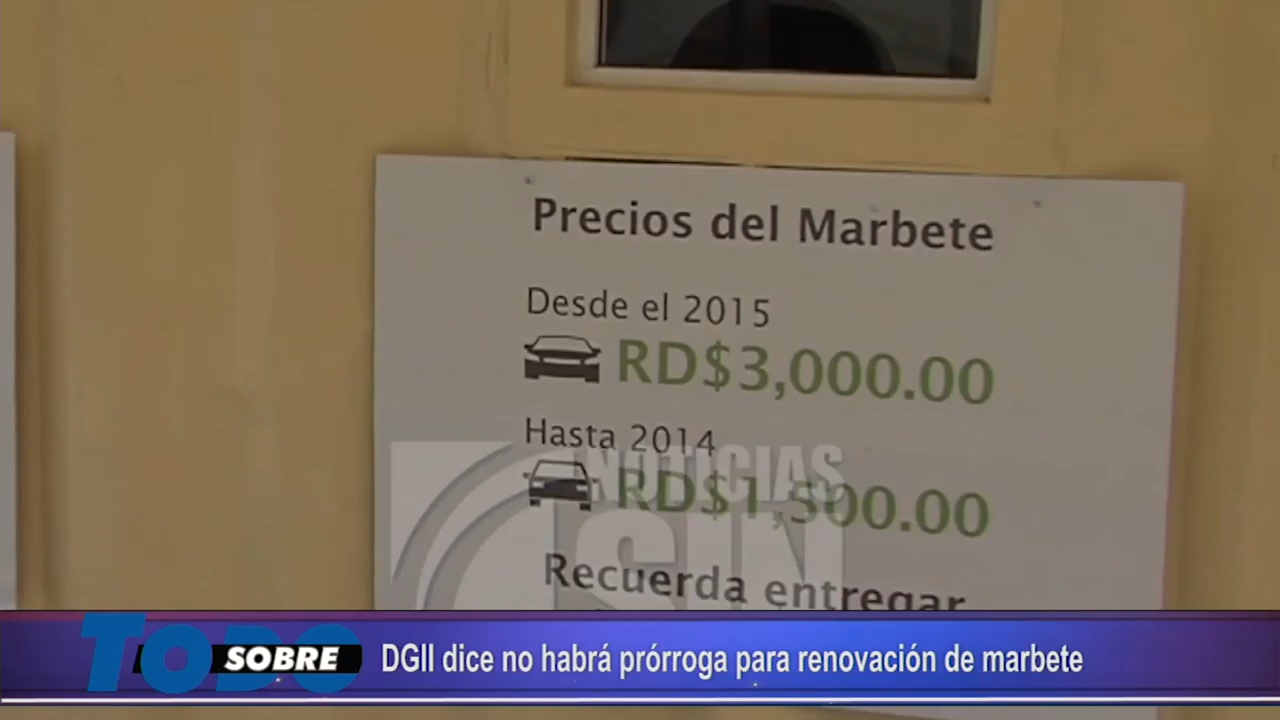 Precios del Marbete
Desde el 2015
RD$3,000.00
Hasta 2014
RD$1,500.00
NOTICIAS
SIN
Recuerda entregar
TODO
SOBRE
DGII dice no habrá prórroga para renovación de marbete